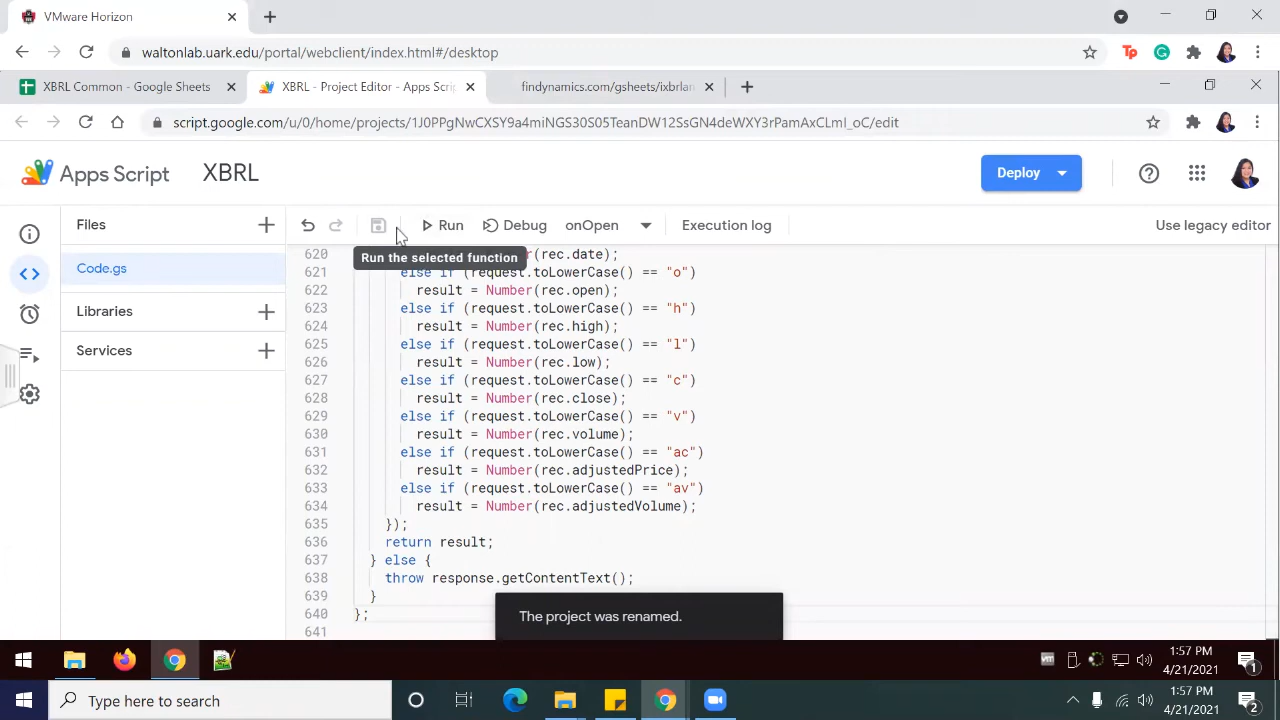 VMware Horizon
waltonlab.uark.edu/portal/webclient/index.html#/desktop
XBRL Common - Google Sheets
XBRL - Project Editor - Apps Scri
findynamics.com/gsheets/ixbrlan
script.google.com/u/0/home/projects/1J0PPgNwCXSY9a4miNGS30S05TeanDW12SsGN4deWXY3rPamAxCLml_oC/edit
Apps Script
XBRL
Deploy
Files
Run
Debug
onOpen
Execution log
Use legacy editor
Run the selected function
Code.gs
Libraries
Services
620 r(rec.date);
621 else if (request.toLowerCase() == "o")
622 result = Number(rec.open);
623 else if (request.toLowerCase() == "h")
624 result = Number(rec.high);
625 else if (request.toLowerCase() == "l")
626 result = Number(rec.low);
627 else if (request.toLowerCase() == "c")
628 result = Number(rec.close);
629 else if (request.toLowerCase() == "v")
630 result = Number(rec.volume);
631 else if (request.toLowerCase() == "ac")
632 result = Number(rec.adjustedPrice);
633 else if (request.toLowerCase() == "av")
634 result = Number(rec.adjustedVolume);
635 });
636 return result;
637 } else {
638 throw response.getContentText();
639 }
640 };
641
The project was renamed.
1:57 PM
4/21/2021
1
Type here to search
1:57 PM
4/21/2021
2